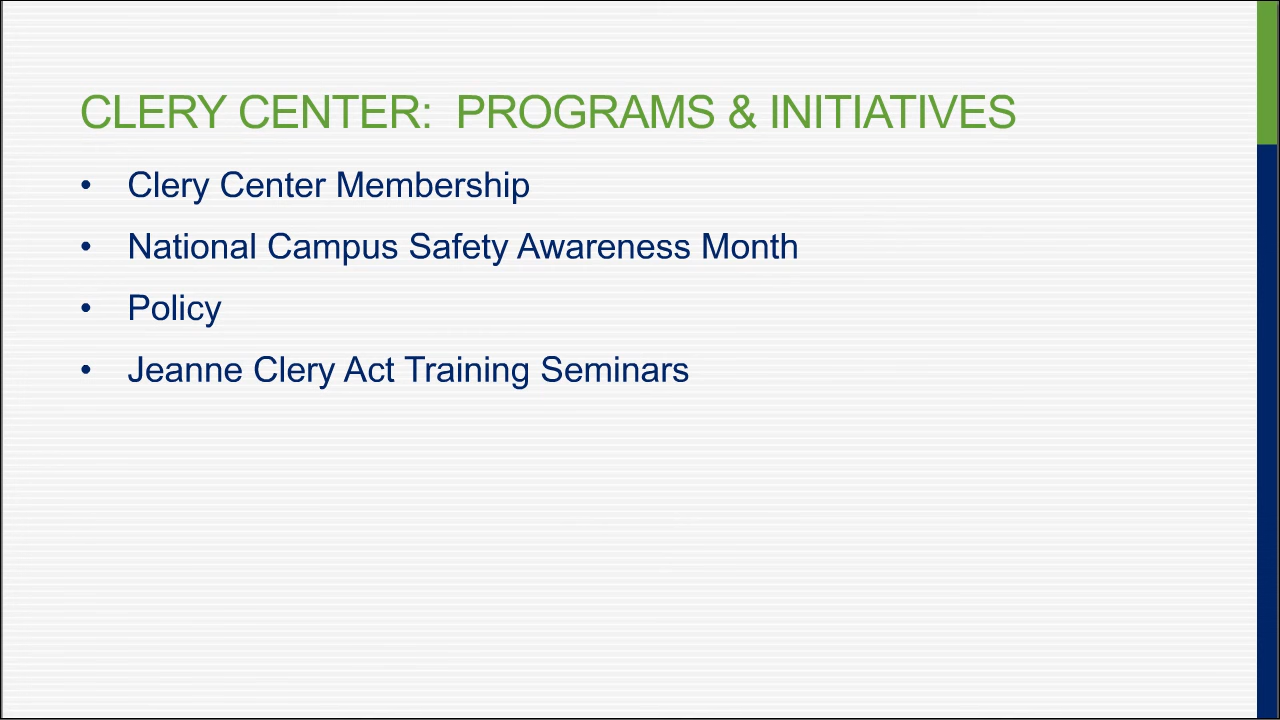 CLERY CENTER:  PROGRAMS & INITIATIVES
• Clery Center Membership
• National Campus Safety Awareness Month
• Policy
• Jeanne Clery Act Training Seminars